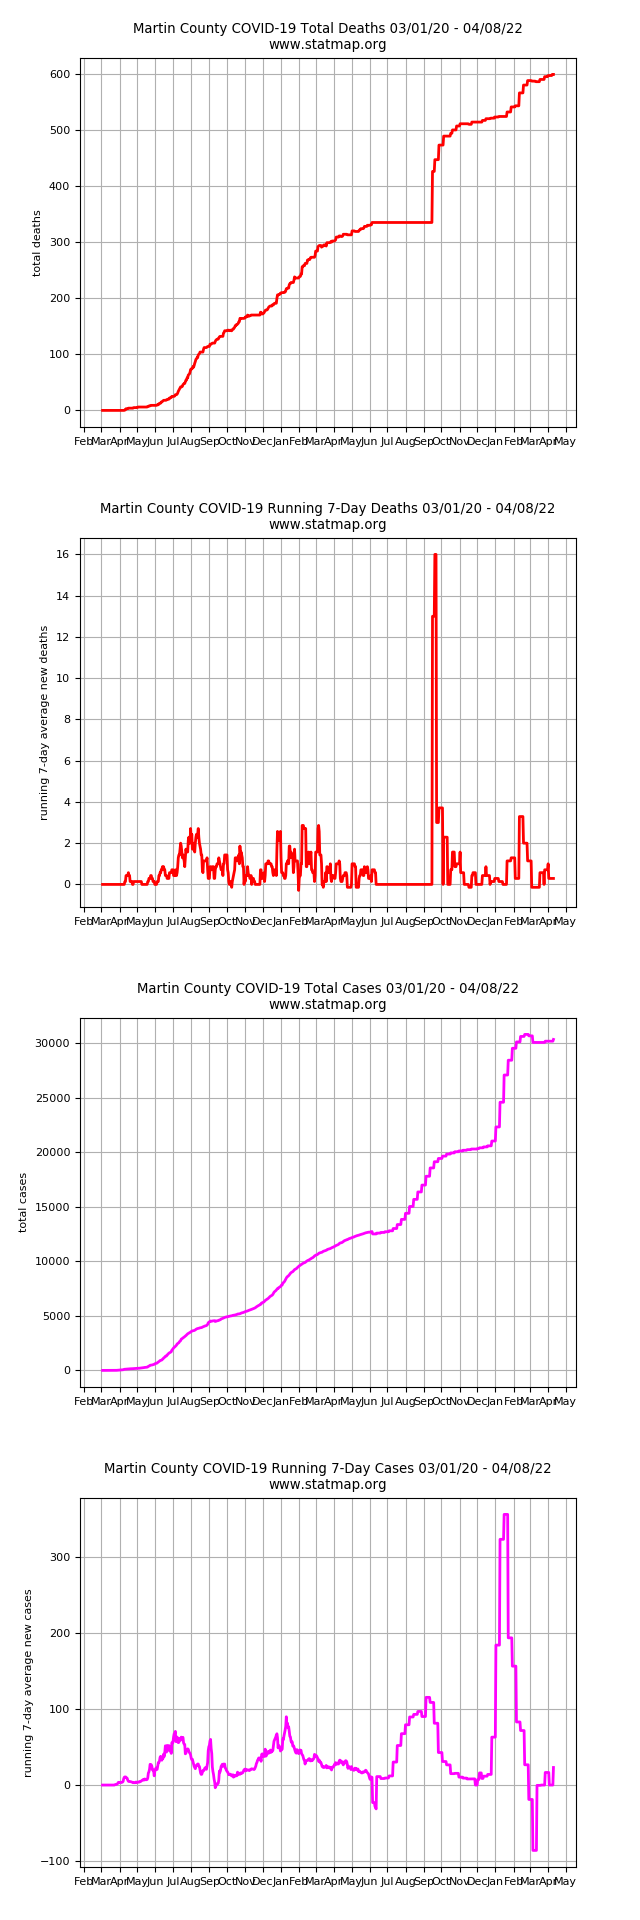 Martin County COVID-19 Total Deaths 03/01/20 - 04/08/22
www.statmap.org
600
500
400
300
200
100
0
total deaths
Feb Mar Apr May Jun Jul Aug Sep Oct Nov Dec Jan Feb Mar Apr May Jun Jul Aug Sep Oct Nov Dec Jan Feb Mar Apr May
Martin County COVID-19 Running 7-Day Deaths 03/01/20 - 04/08/22
www.statmap.org
16
14
12
10
8
6
4
2
0
running 7-day average new deaths
Feb Mar Apr May Jun Jul Aug Sep Oct Nov Dec Jan Feb Mar Apr May Jun Jul Aug Sep Oct Nov Dec Jan Feb Mar Apr May
Martin County COVID-19 Total Cases 03/01/20 - 04/08/22
www.statmap.org
30000
25000
20000
15000
10000
5000
0
total cases
Feb Mar Apr May Jun Jul Aug Sep Oct Nov Dec Jan Feb Mar Apr May Jun Jul Aug Sep Oct Nov Dec Jan Feb Mar Apr May
Martin County COVID-19 Running 7-Day Cases 03/01/20 - 04/08/22
www.statmap.org
300
200
100
0
−100
running 7-day average new cases
Feb Mar Apr May Jun Jul Aug Sep Oct Nov Dec Jan Feb Mar Apr May Jun Jul Aug Sep Oct Nov Dec Jan Feb Mar Apr May